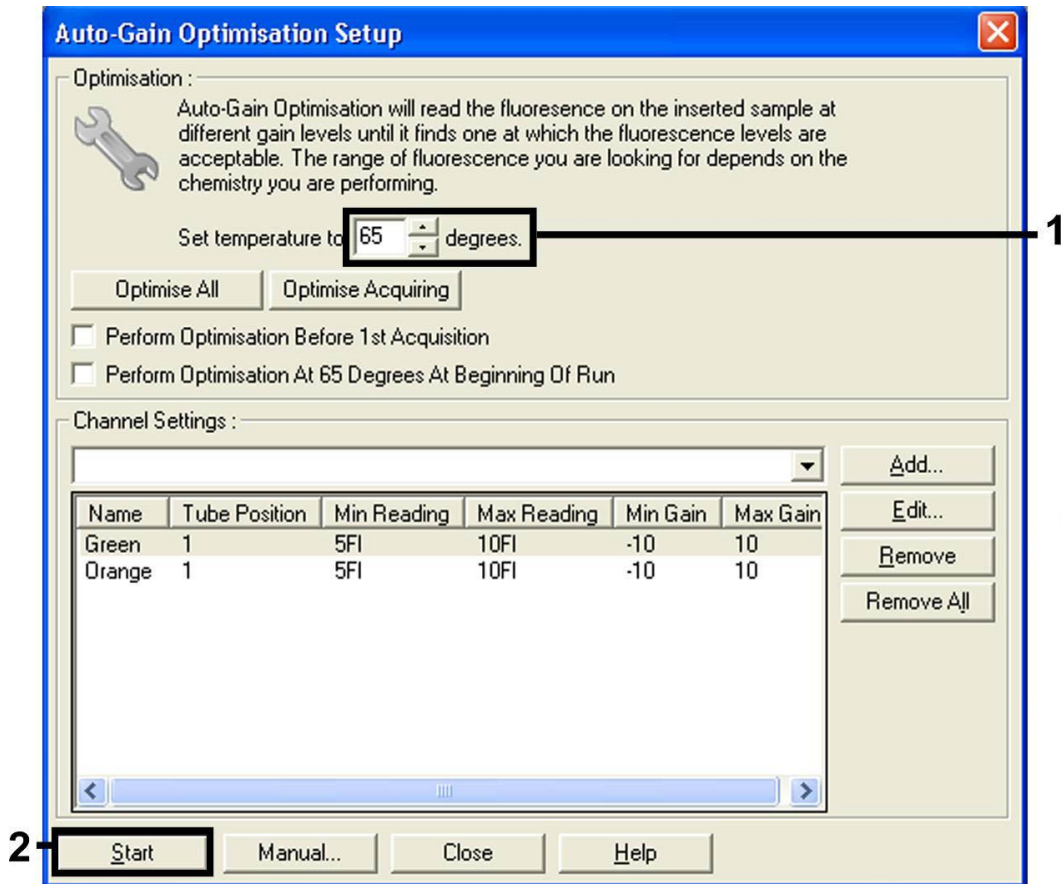 Auto-Gain Optimisation Setup
Optimisation :
Auto-Gain Optimisation will read the fluoresence on the inserted sample at
different gain levels until it finds one at which the fluorescence levels are
acceptable. The range of fluorescence you are looking for depends on the
chemistry you are performing.
Set temperature to 65 degrees.
1
Optimise All Optimise Acquiring
Perform Optimisation Before 1st Acquisition
Perform Optimisation At 65 Degrees At Beginning Of Run
Channel Settings :
Add...
Name Tube Position Min Reading Max Reading Min Gain Max Gain
Edit...
Green 1 5Fl 10Fl -10 10
Orange 1 5Fl 10Fl -10 10
Remove
Remove All
2
Start Manual... Close Help